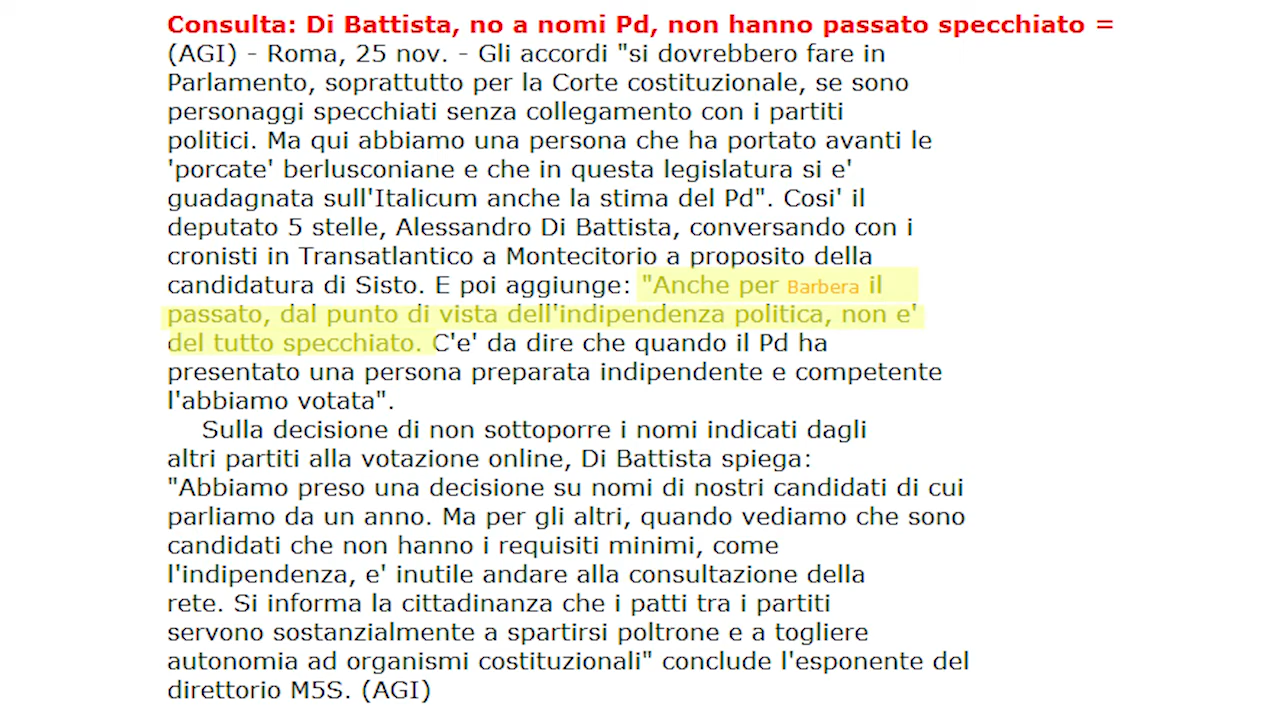 Consulta: Di Battista, no a nomi Pd, non hanno passato specchiato =
(AGI) - Roma, 25 nov. - Gli accordi "si dovrebbero fare in
Parlamento, soprattutto per la Corte costituzionale, se sono
personaggi specchiati senza collegamento con i partiti
politici. Ma qui abbiamo una persona che ha portato avanti le
'porcate' berlusconiane e che in questa legislatura si e'
guadagnata sull'Italicum anche la stima del Pd". Cosi' il
deputato 5 stelle, Alessandro Di Battista, conversando con i
cronisti in Transatlantico a Montecitorio a proposito della
candidatura di Sisto. E poi aggiunge: "Anche per Barbera il
passato, dal punto di vista dell'indipendenza politica, non e'
del tutto specchiato. C'e' da dire che quando il Pd ha
presentato una persona preparata indipendente e competente
l'abbiamo votata".
Sulla decisione di non sottoporre i nomi indicati dagli
altri partiti alla votazione online, Di Battista spiega:
"Abbiamo preso una decisione su nomi di nostri candidati di cui
parliamo da un anno. Ma per gli altri, quando vediamo che sono
candidati che non hanno i requisiti minimi, come
l'indipendenza, e' inutile andare alla consultazione della
rete. Si informa la cittadinanza che i patti tra i partiti
servono sostanzialmente a spartirsi poltrone e a togliere
autonomia ad organismi costituzionali" conclude l'esponente del
direttorio M5S. (AGI)